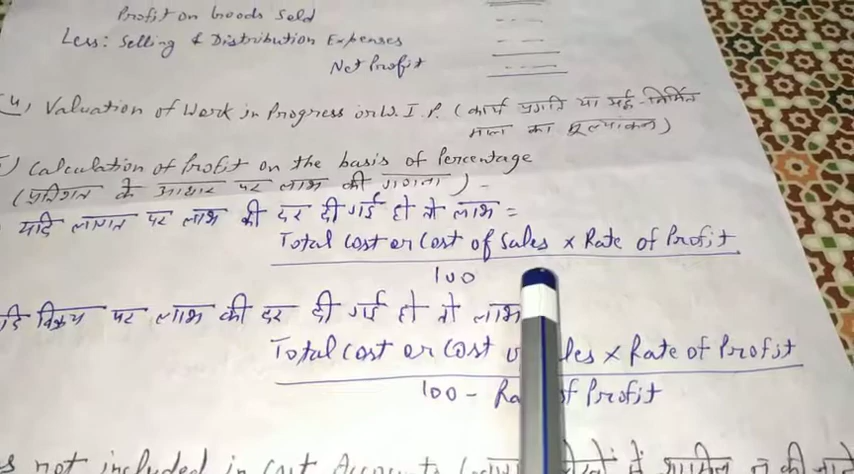 Profit on Goods Sold
Less: Selling & Distribution Expenses
Net Profit
(4) Valuation of Work in Progress or W.I.P. (कार्य प्रगति या अर्द्ध-निर्मित
माल का मूल्यांकन)
) Calculation of Profit on the basis of Percentage
(प्रतिशत के आधार पर लाभ की गणना) -
यदि लागत पर लाभ की दर दी गई हो तो लाभ =
Total Cost or Cost of Sales × Rate of Profit
100
दि विक्रय पर लाभ की दर दी गई हो तो लाभ
Total Cost or Cost les × Rate of Profit
100 - Ra of Profit
s not included in Cost Accounts में शामिल न की जाने